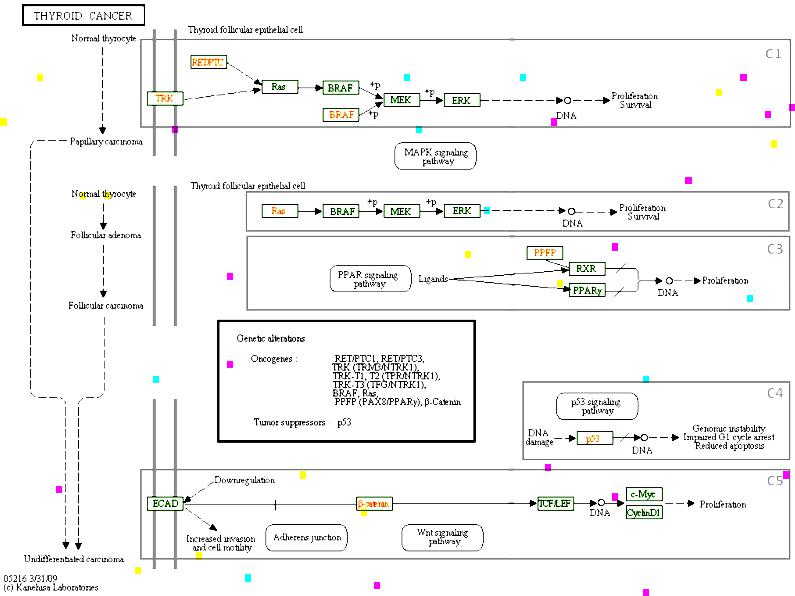 THYROID CANCER
Thyroid follicular epithelial cell
Normal thyrocyte
C1
RET/PTC
TRK
Ras
BRAF
+p
BRAF
+p
MEK
+p
ERK
DNA
Proliferation
Survival
Papillary carcinoma
MAPK signaling
pathway
Thyroid follicular epithelial cell
Normal thyrocyte
C2
Ras
BRAF
+p
MEK
+p
ERK
DNA
Proliferation
Survival
Follicular adenoma
C3
PPFP
PPAR signaling
pathway
Ligands
RXR
PPARγ
DNA
Proliferation
Follicular carcinoma
Genetic alterations
Oncogenes :
RET/PTC1, RET/PTC3,
TRK (TRM3/NTRK1),
TRK-T1, T2 (TPR/NTRK1),
TRK-T3 (TFG/NTRK1),
BRAF, Ras,
PPFP (PAX8/PPARγ), β-Catenin
Tumor suppressors p53
C4
p53 signaling
pathway
DNA
damage
p53
DNA
Genomic instability
Impaired G1 cycle arrest
Reduced apoptosis
C5
Downregulation
ECAD
β-catenin
TCF/LEF
DNA
c-Myc
CyclinD1
Proliferation
Increased invasion
and cell motility
Adherens junction
Wnt signaling
pathway
Undifferentiated carcinoma
05216 3/31/09
(c) Kanehisa Laboratories